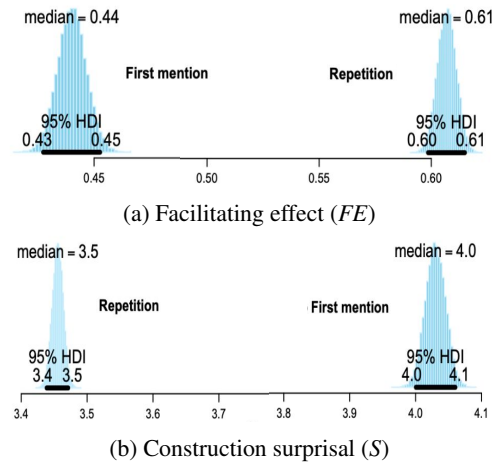 median = 0.44 median = 0.61
First mention Repetition
95% HDI 95% HDI
0.43 0.45 0.60 0.61
0.45 0.50 0.55 0.60
(a) Facilitating effect (FE)
median = 3.5 median = 4.0
Repetition First mention
95% HDI 95% HDI
3.4 3.5 4.0 4.1
3.4 3.5 3.6 3.7 3.8 3.9 4.0 4.1
(b) Construction surprisal (S)